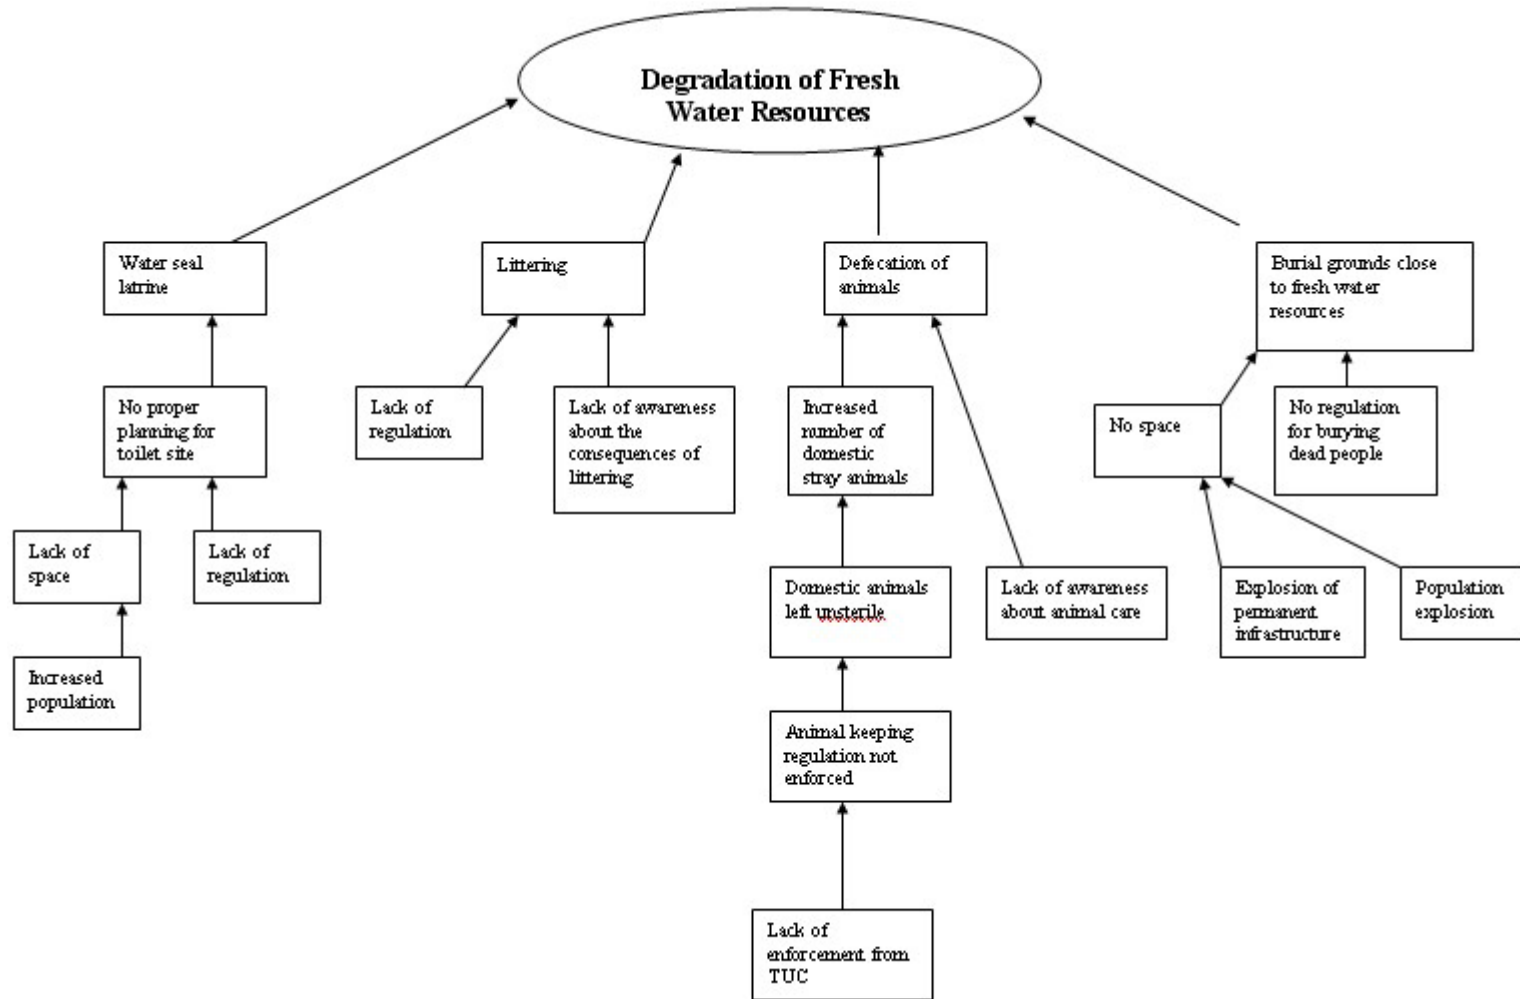 Degradation of Fresh
Water Resources
Water seal
latrine
Littering
Defecation of
animals
Burial grounds close
to fresh water
resources
No proper
planning for
toilet site
Lack of
regulation
Lack of awareness
about the
consequences of
littering
Increased
number of
domestic
stray animals
No space
No regulation
for burying
dead people
Lack of
space
Lack of
regulation
Domestic animals
left unsterile
Lack of awareness
about animal care
Explosion of
permanent
infrastructure
Population
explosion
Increased
population
Animal keeping
regulation not
enforced
Lack of
enforcement from
TUC